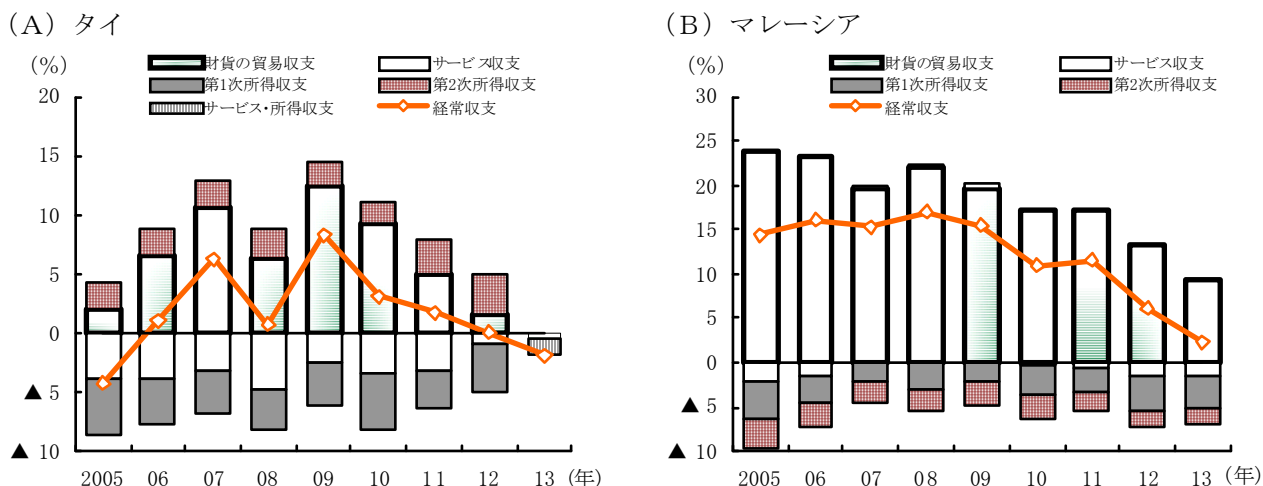 (A) タイ
(%)
財貨の貿易収支
サービス収支
第1次所得収支
第2次所得収支
サービス・所得収支
経常収支
20
15
10
5
0
▲ 5
▲ 10
2005 06 07 08 09 10 11 12 13 (年)
(B) マレーシア
(%)
財貨の貿易収支
サービス収支
第1次所得収支
第2次所得収支
経常収支
30
25
20
15
10
5
0
▲ 5
▲ 10
2005 06 07 08 09 10 11 12 13 (年)